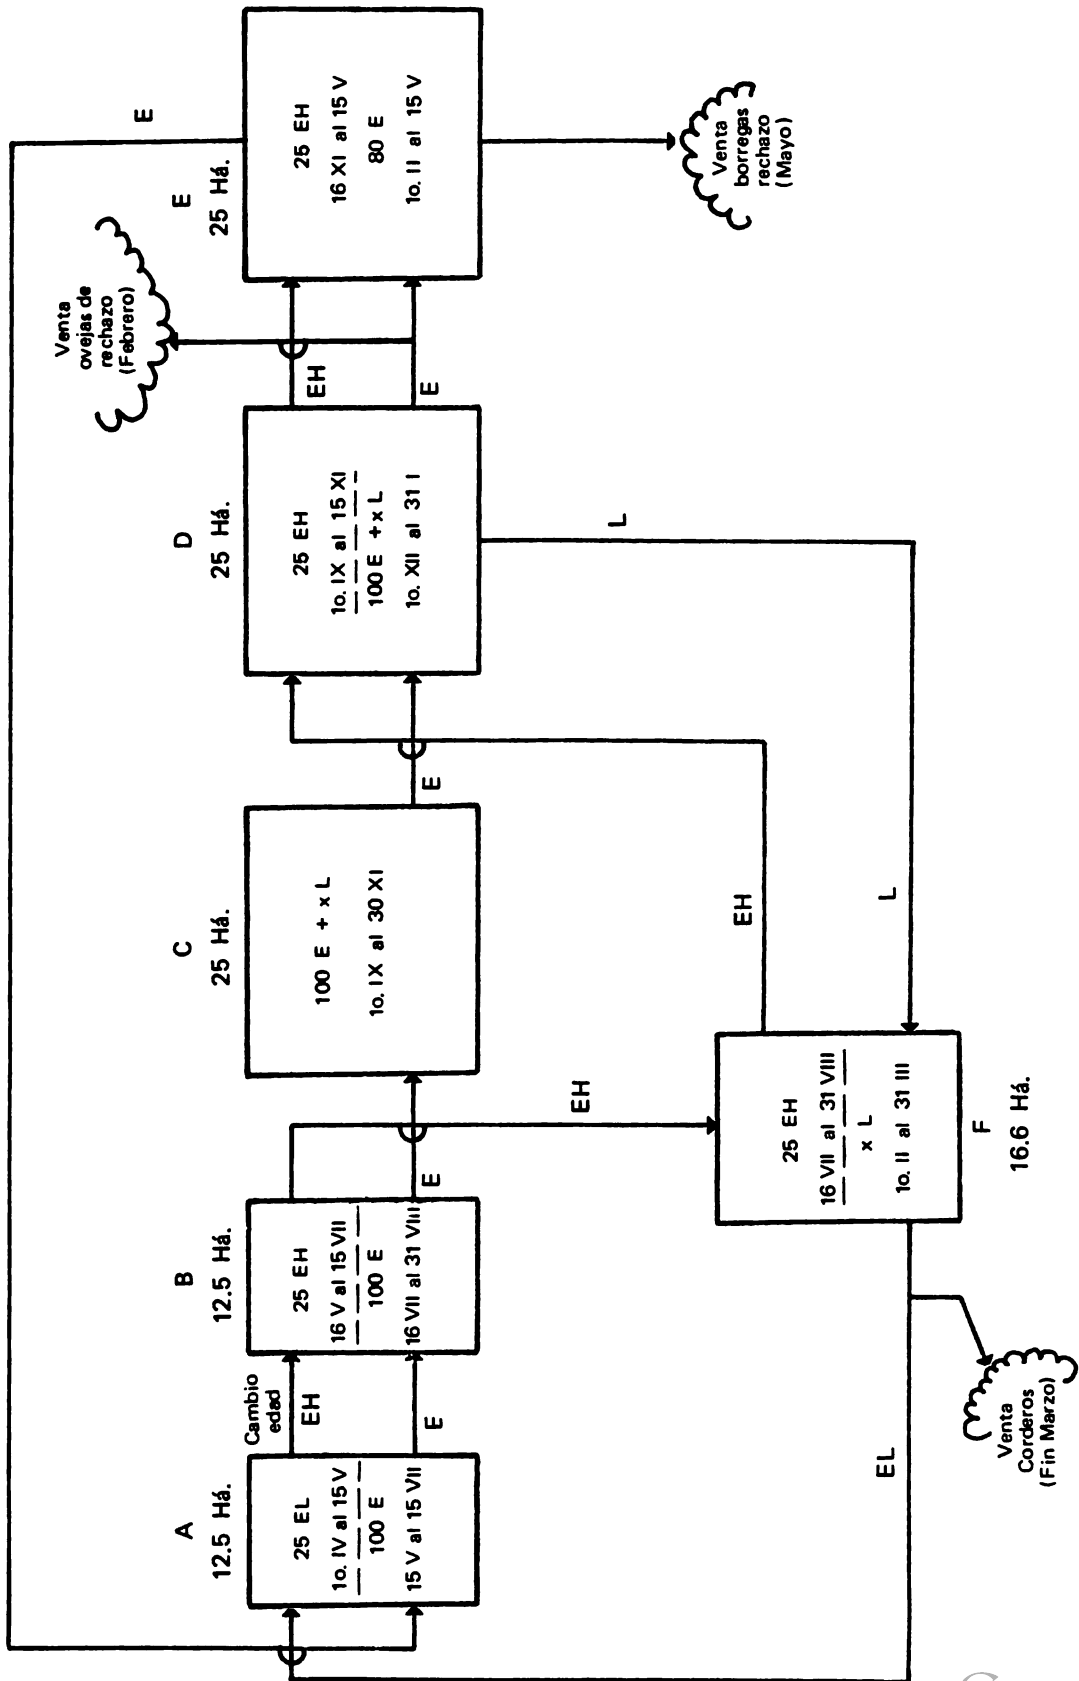 A
12.5 Há.
25 EL
1o. IV al 15 V
100 E
15 V al 15 VII
Cambio
edad
EH
E
B
12.5 Há.
25 EH
16 V al 15 VII
100 E
16 VII al 31 VIII
EH
E
C
25 Há.
100 E + x L
1o. IX al 30 XI
E
EH
D
25 Há.
25 EH
1o. IX al 15 XI
100 E + x L
1o. XII al 31 I
EH
E
L
Venta
ovejas de
rechazo
(Febrero)
E
25 Há.
25 EH
16 XI al 15 V
80 E
1o. II al 15 V
E
Venta
borregas
rechazo
(Mayo)
L
25 EH
16 VII al 31 VIII
x L
1o. II al 31 III
F
16.6 Há.
EL
Venta
Corderos
(Fin Marzo)